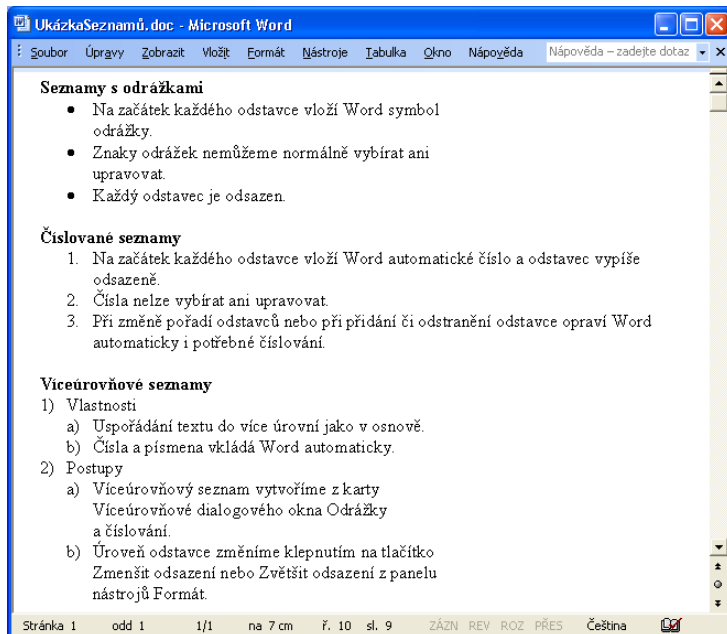 UkázkaSeznamů.doc - Microsoft Word
Soubor Úpravy Zobrazit Vložit Formát Nástroje Tabulka Okno Nápověda Nápověda – zadejte dotaz
Seznamy s odrážkami
• Na začátek každého odstavce vloží Word symbol
odrážky.
• Znaky odrážek nemůžeme normálně vybírat ani
upravovat.
• Každý odstavec je odsazen.
Číslované seznamy
1. Na začátek každého odstavce vloží Word automatické číslo a odstavec vypíše
odsazeně.
2. Čísla nelze vybírat ani upravovat.
3. Při změně pořadí odstavců nebo při přidání či odstranění odstavce opraví Word
automaticky i potřebné číslování.
Víceúrovňové seznamy
1) Vlastnosti
a) Uspořádání textu do více úrovní jako v osnově.
b) Čísla a písmena vkládá Word automaticky.
2) Postupy
a) Víceúrovňový seznam vytvoříme z karty
Víceúrovňové dialogového okna Odrážky
a číslování.
b) Úroveň odstavce změníme klepnutím na tlačítko
Zmenšit odsazení nebo Zvětšit odsazení z panelu
nástrojů Formát.
Stránka 1 odd 1 1/1 na 7 cm ř. 10 sl. 9 ZÁZN REV ROZ PŘES Čeština